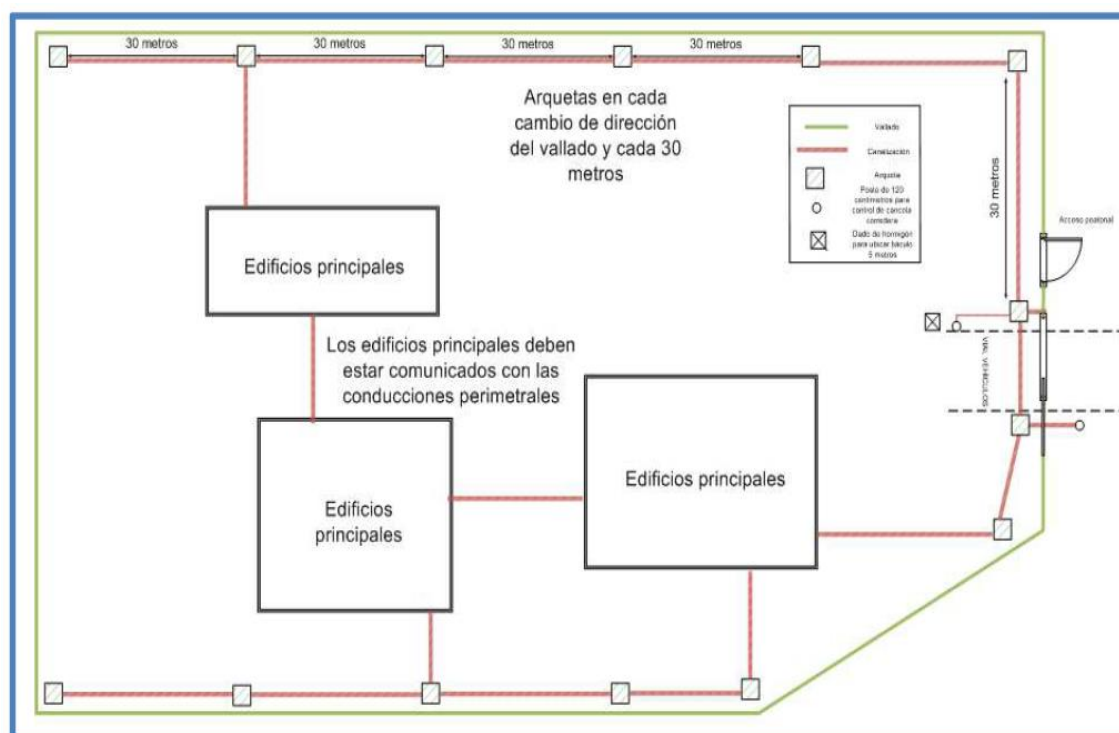 30 metros
30 metros
30 metros
30 metros
Arquetas en cada
cambio de dirección
del vallado y cada 30
metros
Vallado
Canalización
Arqueta
Poste de 120
centímetros para
control de cancela
corredera
Dado de hormigón
para ubicar báculo
5 metros
30 metros
Acceso peatonal
Edificios principales
Los edificios principales deben
estar comunicados con las
conducciones perimetrales
VIAL VEHÍCULOS
Edificios
principales
Edificios principales